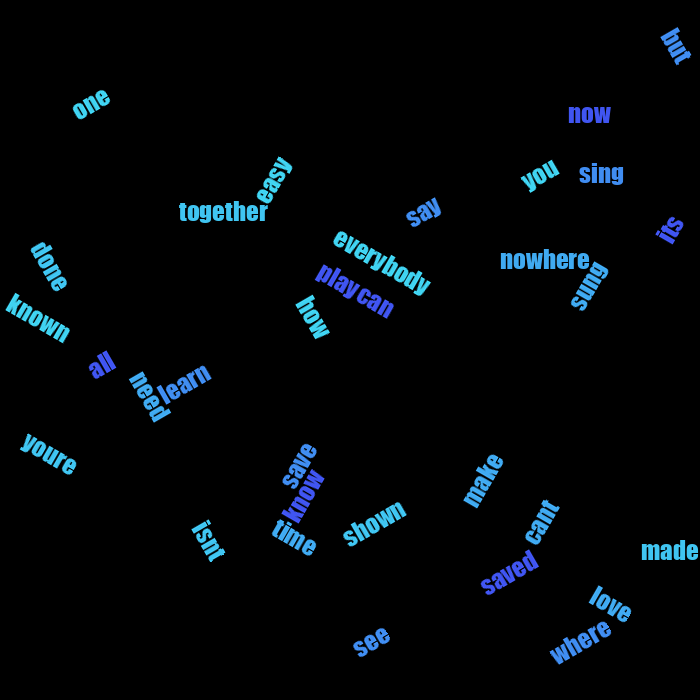 but
one
now
easy
you
sing
together
say
its
done
everybody
nowhere
sung
play
can
known
how
all
need
learn
youre
save
know
make
time
shown
cant
isnt
made
saved
love
see
where